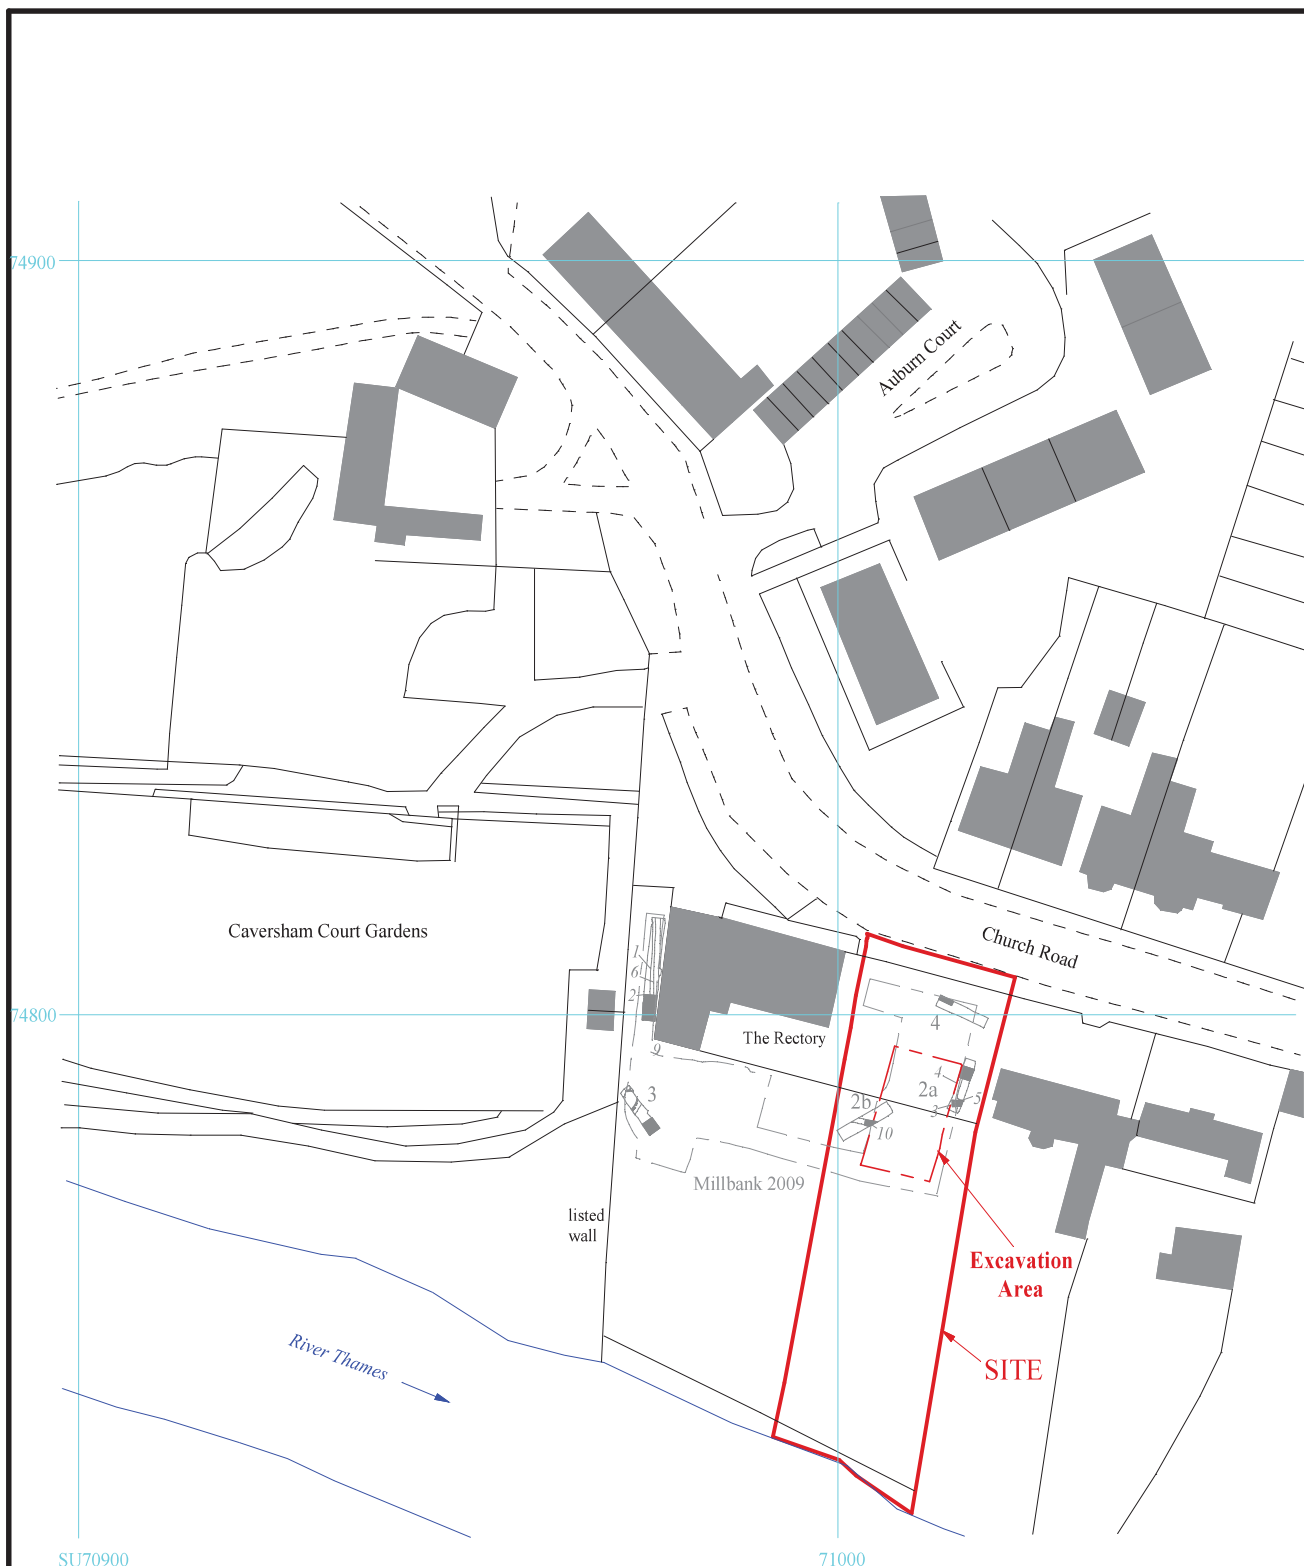 74900
Auburn Court
Caversham Court Gardens
Church Road
1
6
2
74800
4
The Rectory
9
3
4
2a
5
2b
3
10
Millbank 2009
listed
wall
Excavation
Area
River Thames
SITE
SU70900
71000